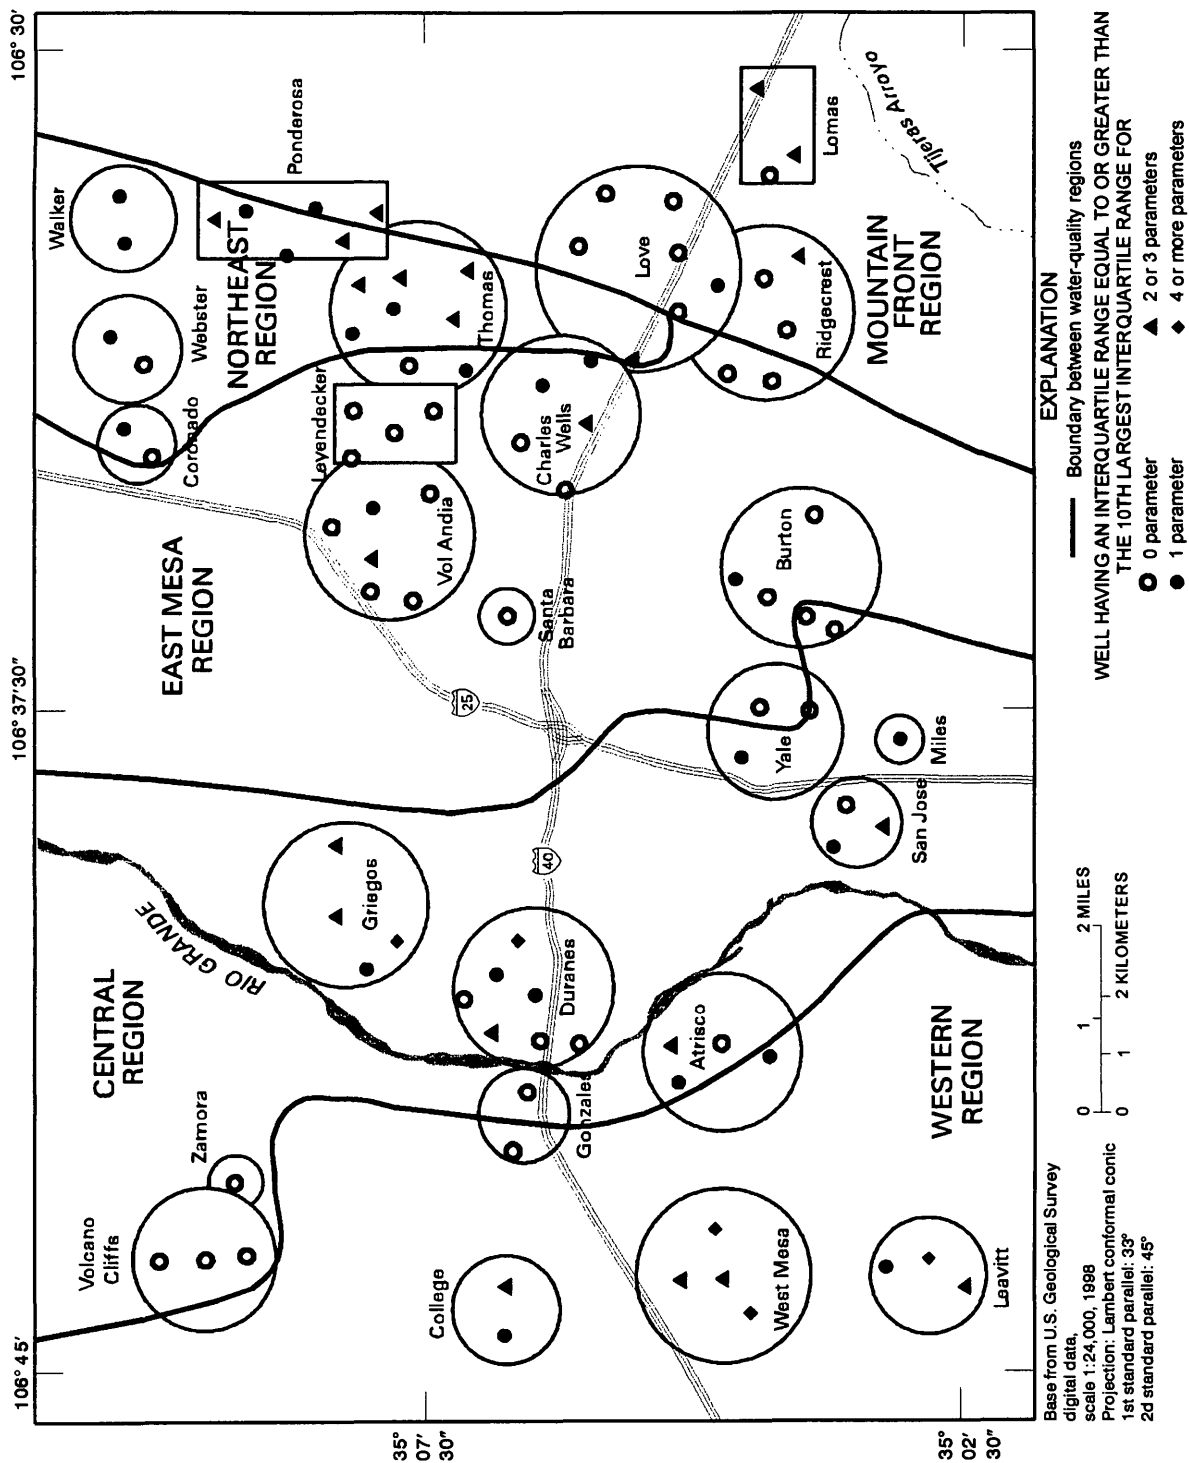 106° 45′
106° 37′30″
106° 30′
35°
07′
30″
35°
02′
30″
CENTRAL
REGION
EAST MESA
REGION
NORTHEAST
REGION
MOUNTAIN
FRONT
REGION
WESTERN
REGION
RIO GRANDE
Tijeras Arroyo
Volcano
Cliffs
Zamora
Griegos
Coronado
Webster
Walker
Ponderosa
Leyendecker
Thomas
Vol Andia
College
Gonzales
Duranes
Santa
Barbara
Charles
Wells
Love
Lomas
West Mesa
Atrisco
Yale
Burton
Ridgecrest
Leavitt
San Jose
Miles
25
40
Base from U.S. Geological Survey
digital data,
scale 1:24,000, 1998
Projection: Lambert conformal conic
1st standard parallel: 33°
2d standard parallel: 45°
0 1 2 MILES
0 1 2 KILOMETERS
EXPLANATION
Boundary between water-quality regions
WELL HAVING AN INTERQUARTILE RANGE EQUAL TO OR GREATER THAN
THE 10TH LARGEST INTERQUARTILE RANGE FOR
0 parameter
2 or 3 parameters
1 parameter
4 or more parameters